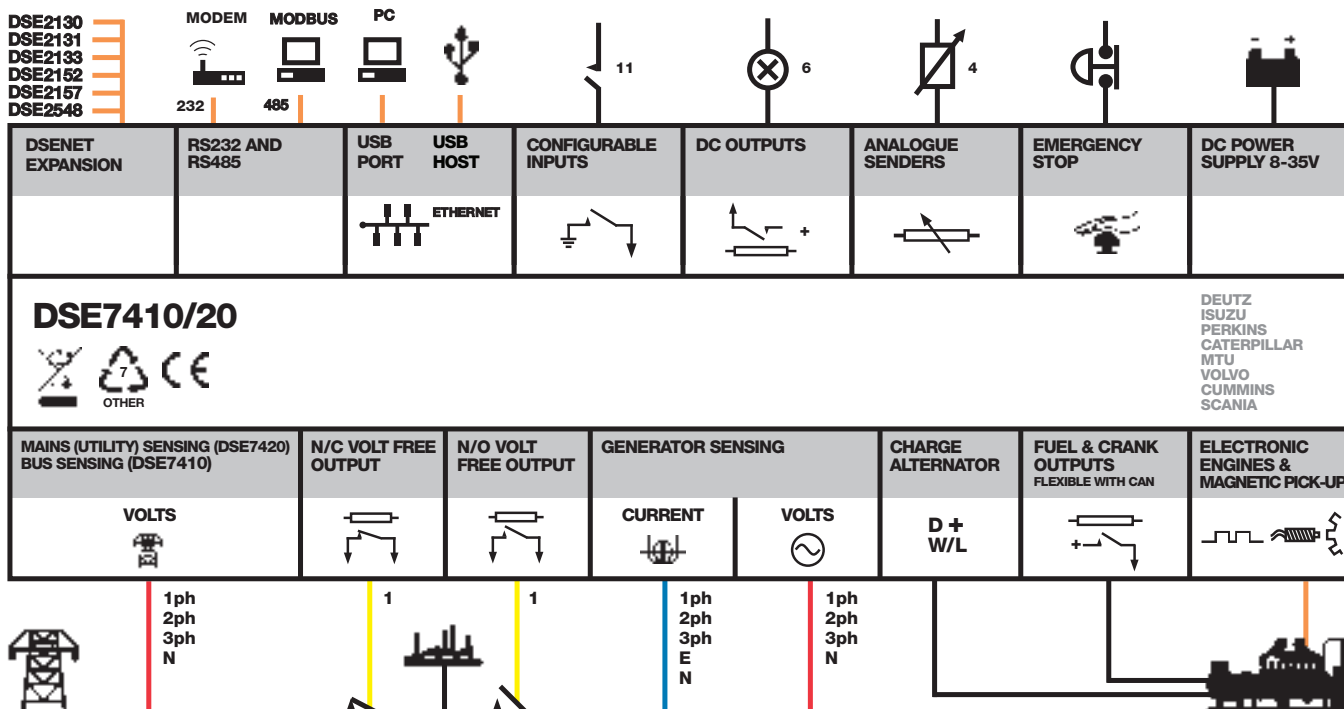 DSE2130
DSE2131
DSE2133
DSE2152
DSE2157
DSE2548
MODEM
232
MODBUS
485
PC
11
6
4
- +
DSENET
EXPANSION
RS232 AND
RS485
USB
PORT
USB
HOST
ETHERNET
CONFIGURABLE
INPUTS
DC OUTPUTS
+
ANALOGUE
SENDERS
EMERGENCY
STOP
DC POWER
SUPPLY 8-35V
DSE7410/20
7
OTHER
CE
DEUTZ
ISUZU
PERKINS
CATERPILLAR
MTU
VOLVO
CUMMINS
SCANIA
MAINS (UTILITY) SENSING (DSE7420)
BUS SENSING (DSE7410)
VOLTS
N/C VOLT FREE
OUTPUT
N/O VOLT
FREE OUTPUT
GENERATOR SENSING
CURRENT
VOLTS
CHARGE
ALTERNATOR
D +
W/L
FUEL & CRANK
OUTPUTS
FLEXIBLE WITH CAN
+
ELECTRONIC
ENGINES &
MAGNETIC PICK-UP
1ph
2ph
3ph
N
1
1
1ph
2ph
3ph
E
N
1ph
2ph
3ph
N